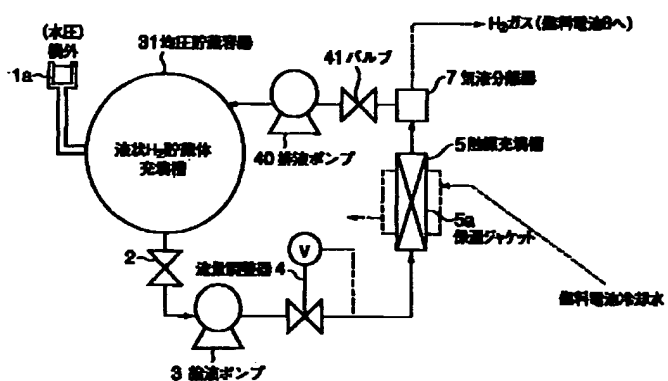 (水圧)
機外
1a
31 均圧貯蔵容器
41 バルブ
H₂ガス(燃料電池8へ)
7 気液分離器
液状H₂貯蔵体
充填槽
40 排液ポンプ
5 触媒充填槽
5a
保温ジャケット
2
流量調整器 4
V
燃料電池冷却水
3 給液ポンプ